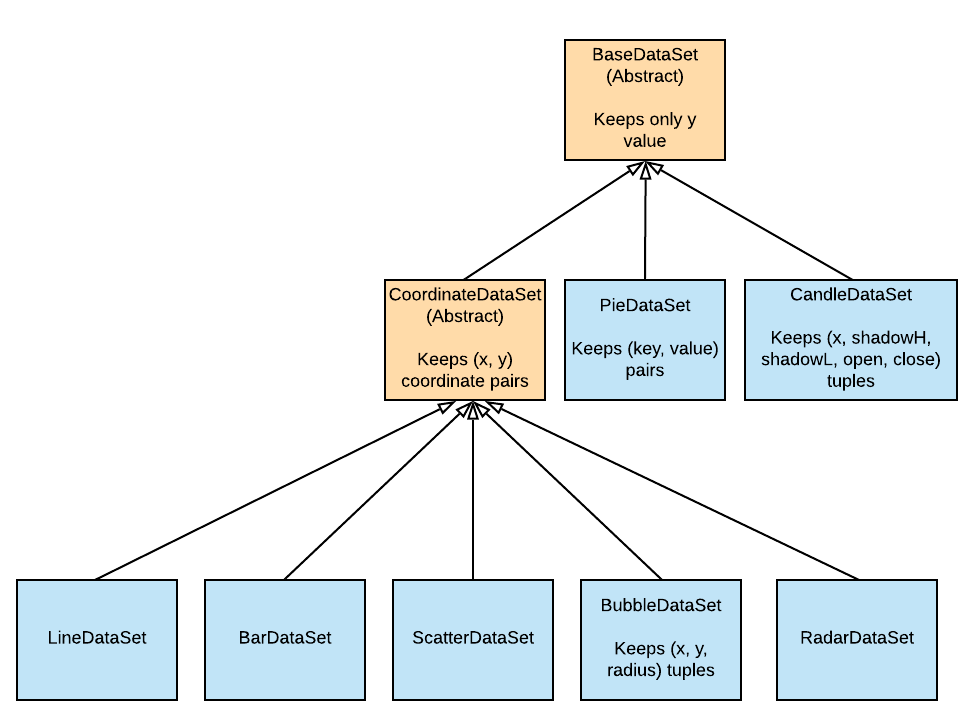 BaseDataSet
(Abstract)
Keeps only y
value
CoordinateDataSet
(Abstract)
Keeps (x, y)
coordinate pairs
PieDataSet
Keeps (key, value)
pairs
CandleDataSet
Keeps (x, shadowH,
shadowL, open, close)
tuples
LineDataSet
BarDataSet
ScatterDataSet
BubbleDataSet
Keeps (x, y,
radius) tuples
RadarDataSet